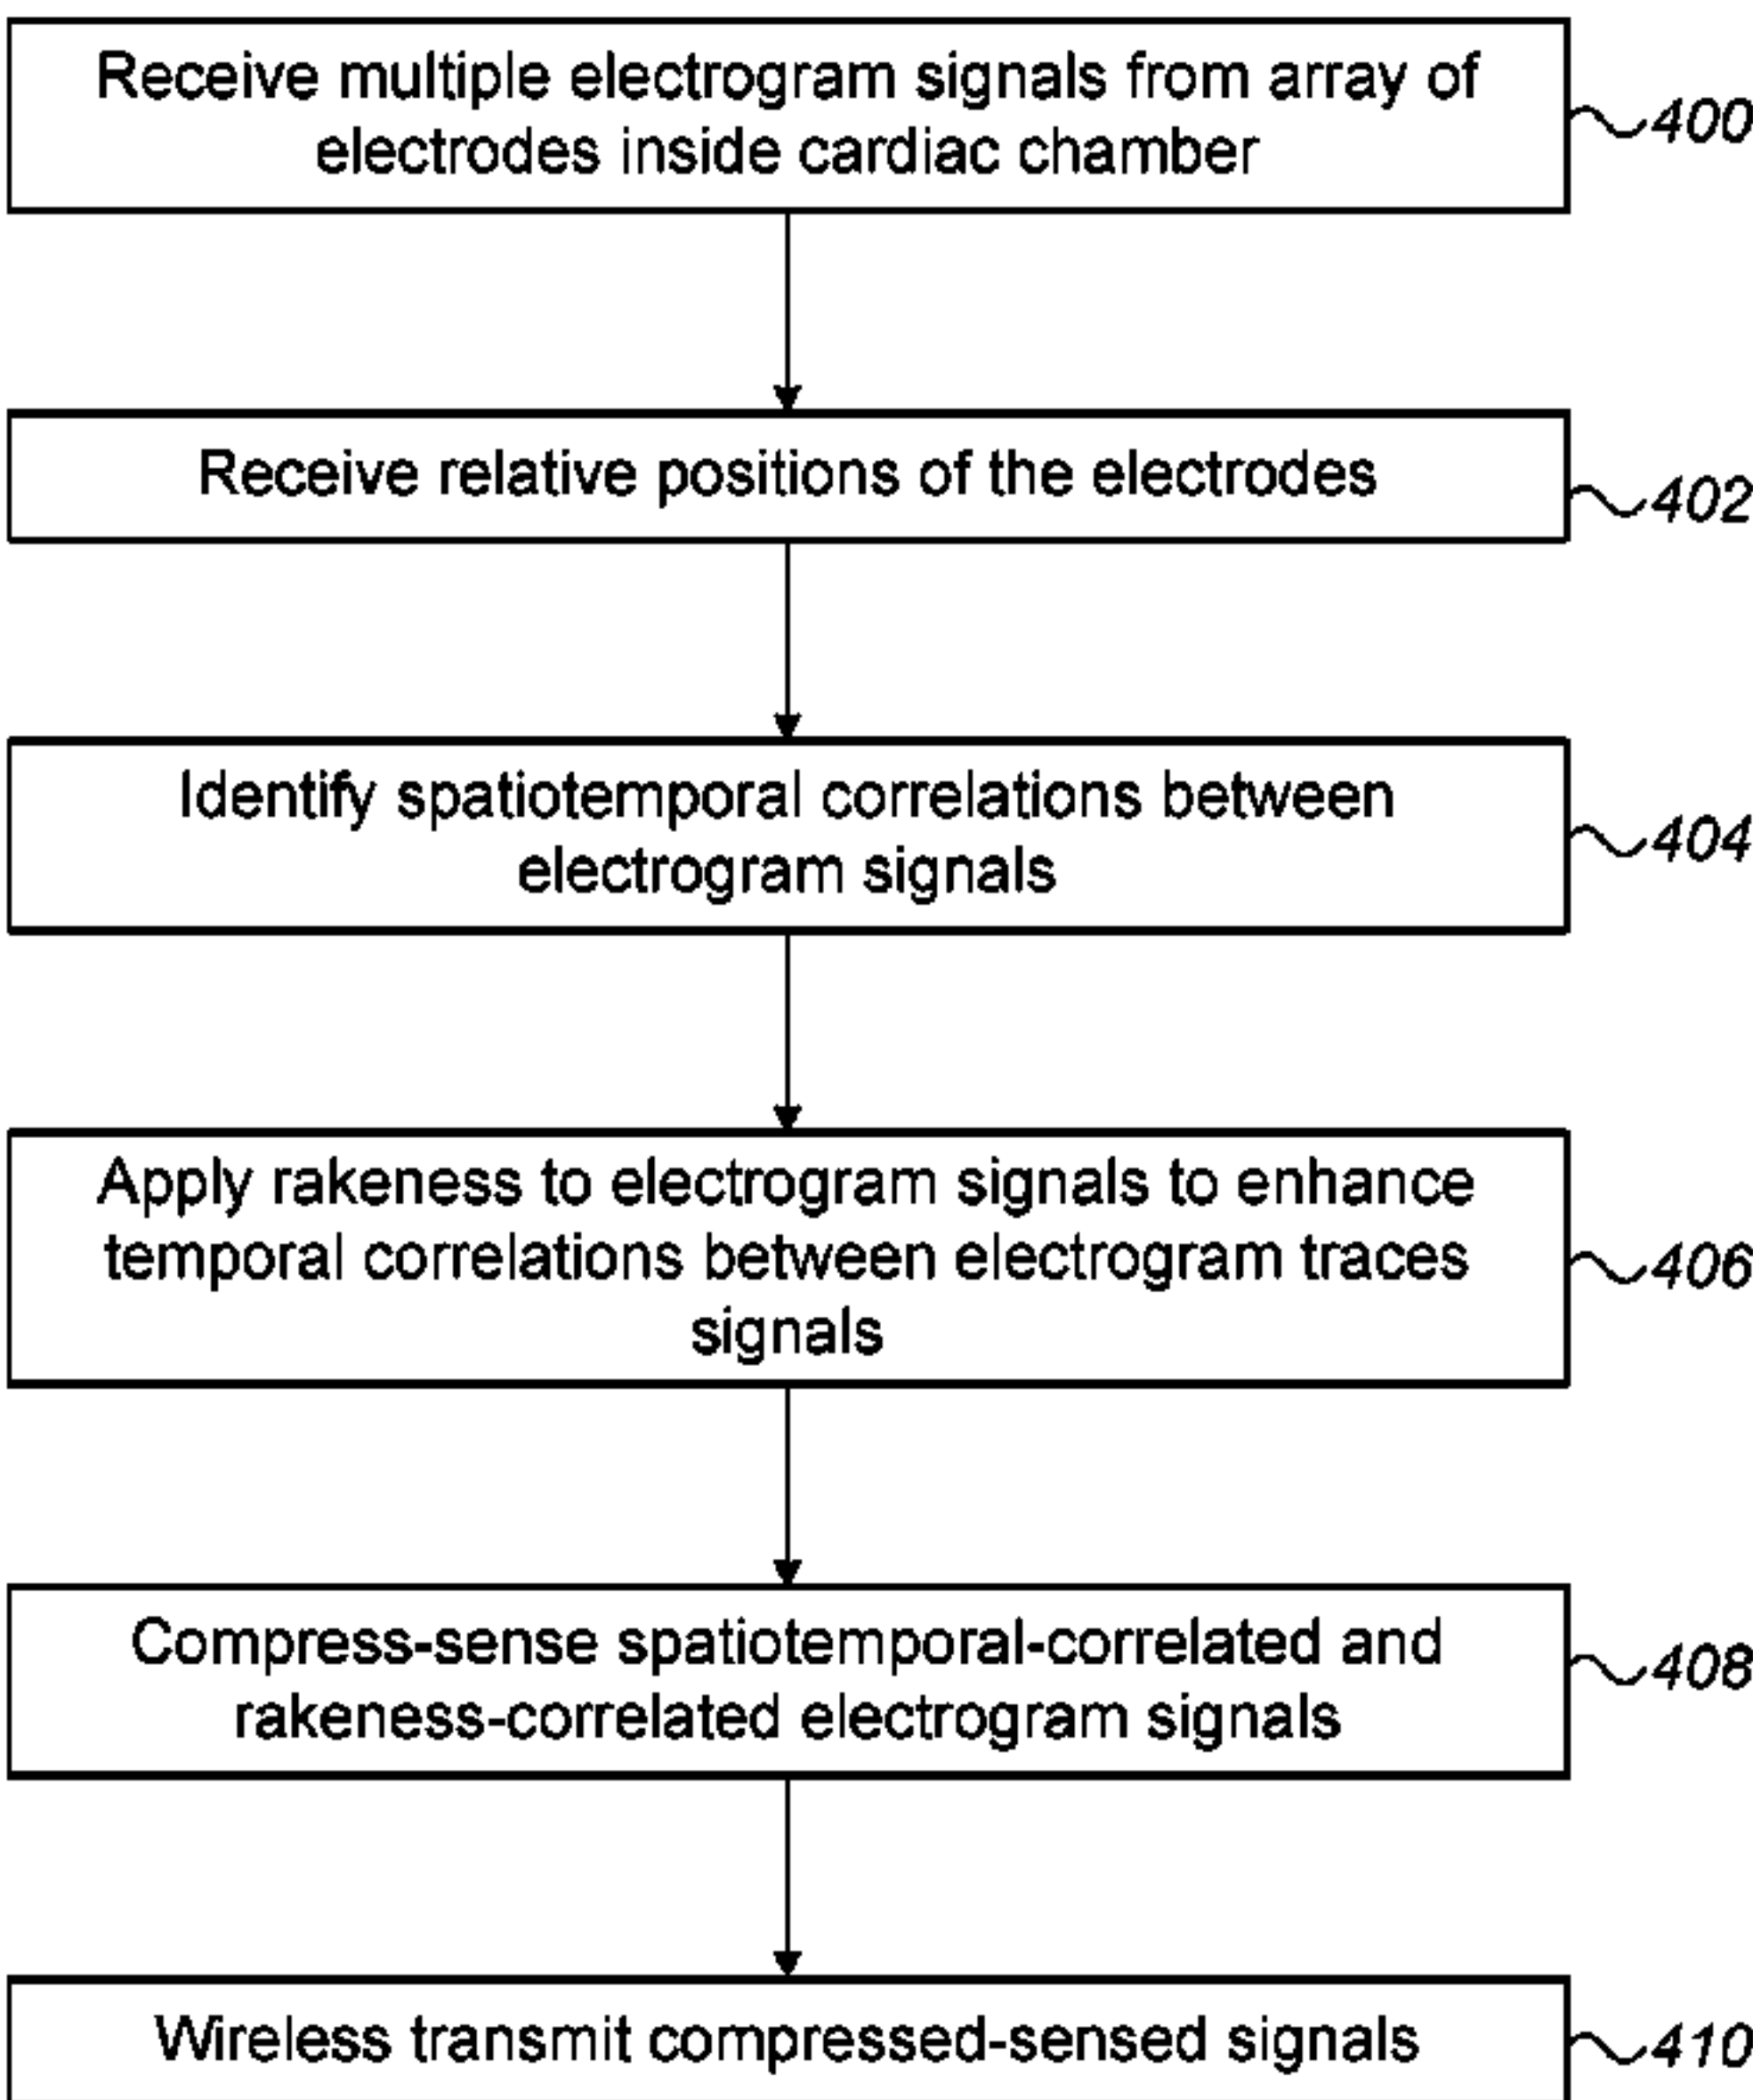 Receive multiple electrogram signals from array of
electrodes inside cardiac chamber
400
Receive relative positions of the electrodes
402
Identify spatiotemporal correlations between
electrogram signals
404
Apply rakeness to electrogram signals to enhance
temporal correlations between electrogram traces
signals
406
Compress-sense spatiotemporal-correlated and
rakeness-correlated electrogram signals
408
Wireless transmit compressed-sensed signals
410